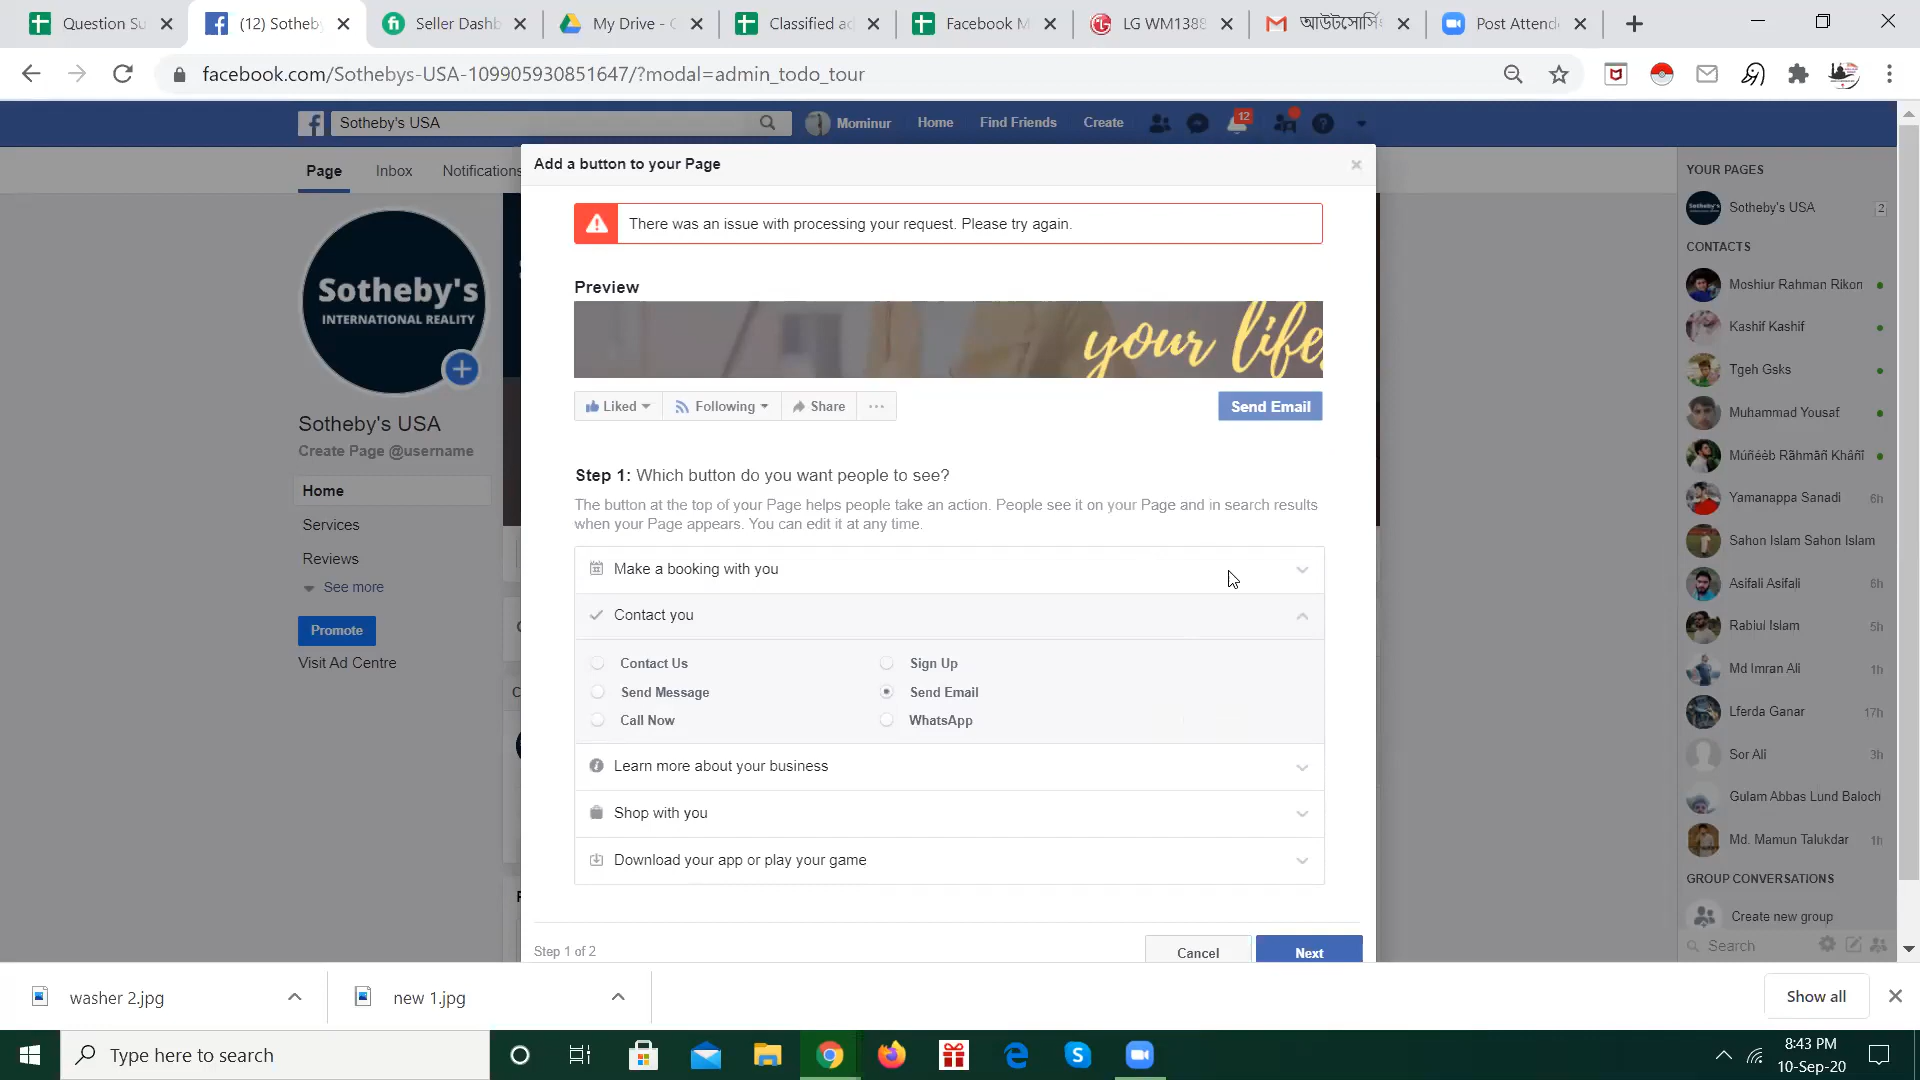 Question Su
(12) Sotheby
Seller Dashb
My Drive - G
Classified ad
Facebook M
LG WM1388
আউটসোর্সিং
Post Attende
facebook.com/Sothebys-USA-109905930851647/?modal=admin_todo_tour
Sotheby's USA
Mominur
Home
Find Friends
Create
12
Page
Inbox
Notifications
Add a button to your Page
There was an issue with processing your request. Please try again.
Preview
your life
Liked
Following
Share
Send Email
Step 1: Which button do you want people to see?
The button at the top of your Page helps people take an action. People see it on your Page and in search results
when your Page appears. You can edit it at any time.
Make a booking with you
Contact you
Contact Us
Sign Up
Send Message
Send Email
Call Now
WhatsApp
Learn more about your business
Shop with you
Download your app or play your game
Step 1 of 2
Cancel
Next
Sotheby's
INTERNATIONAL REALITY
Sotheby's USA
Create Page @username
Home
Services
Reviews
See more
Promote
Visit Ad Centre
YOUR PAGES
Sotheby's USA
2
CONTACTS
Moshiur Rahman Rikon
Kashif Kashif
Tgeh Gsks
Muhammad Yousaf
Yamanappa Sanadi 6h
Sahon Islam Sahon Islam
Asifali Asifali 6h
Rabiul Islam 5h
Md Imran Ali 1h
Lferda Ganar 17h
Sor Ali 3h
Gulam Abbas Lund Baloch
Md. Mamun Talukdar 1h
GROUP CONVERSATIONS
Create new group
Search
washer 2.jpg
new 1.jpg
Show all
Type here to search
8:43 PM
10-Sep-20